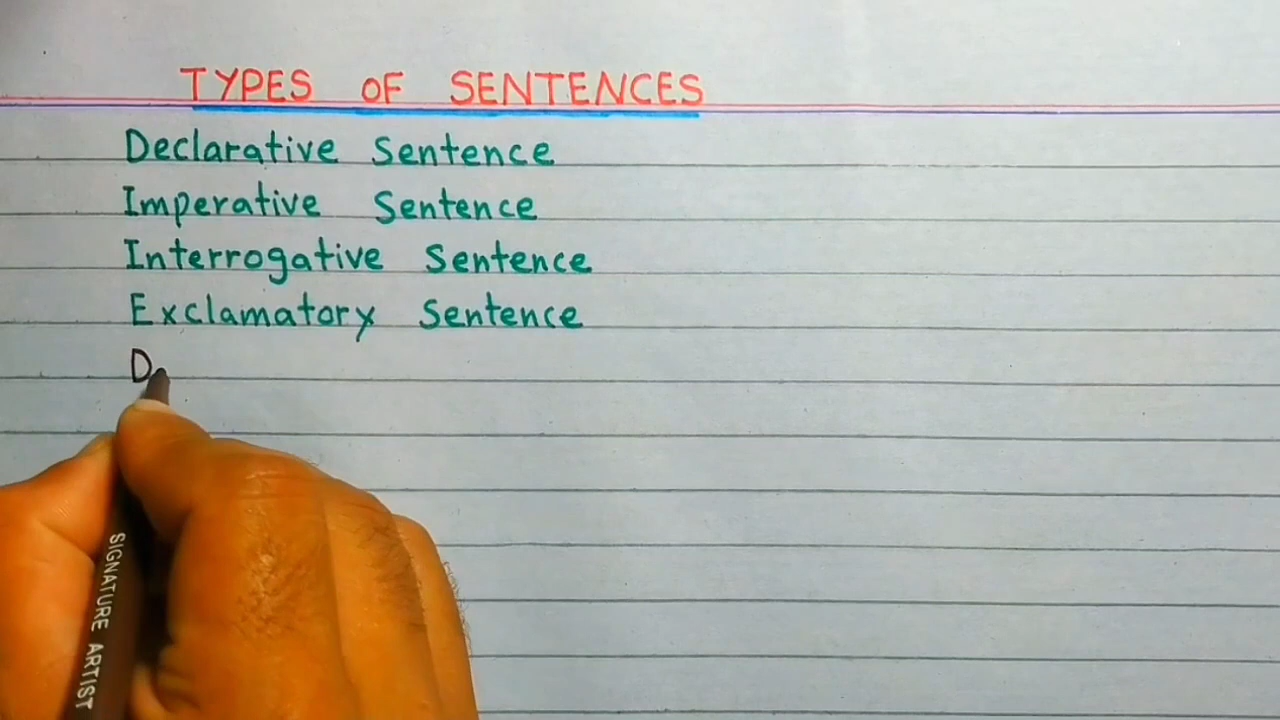 TYPES OF SENTENCES
Declarative Sentence
Imperative Sentence
Interrogative Sentence
Exclamatory Sentence
D
SIGNATURE ARTIST